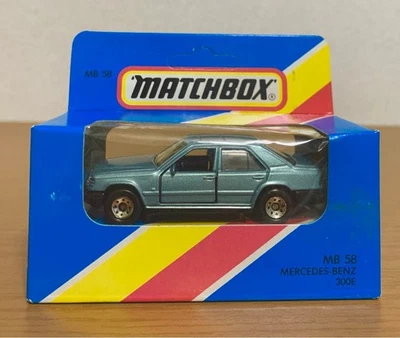 MB 58
MATCHBOX
®
MB 58
MERCEDES-BENZ
300E